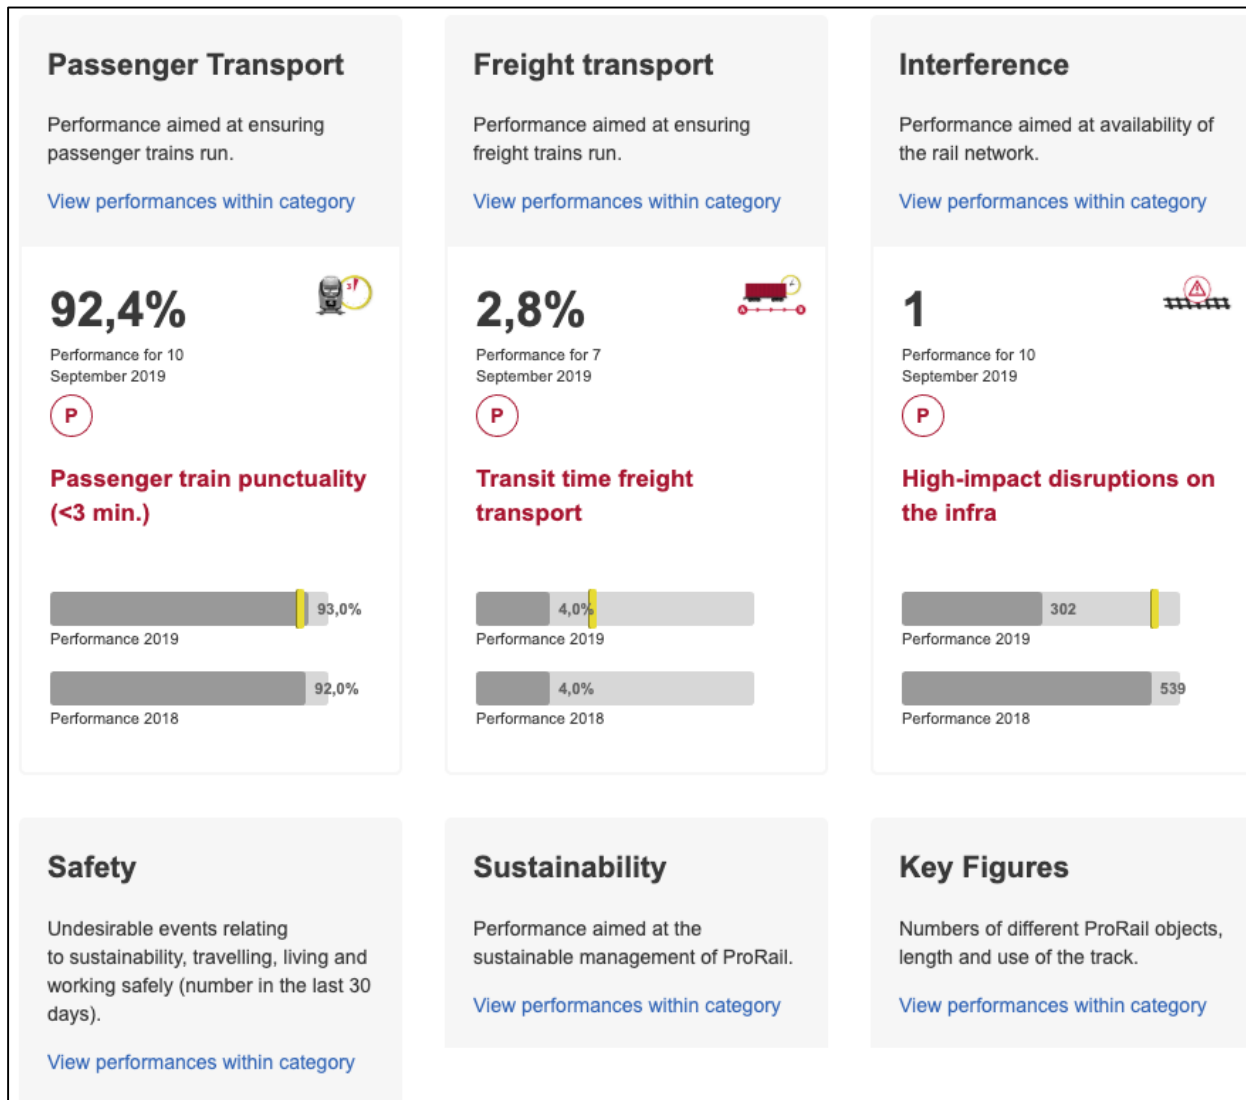 Passenger Transport
Performance aimed at ensuring
passenger trains run.
View performances within category
92,4%
3
Performance for 10
September 2019
P
Passenger train punctuality
(<3 min.)
93,0%
Performance 2019
92,0%
Performance 2018
Freight transport
Performance aimed at ensuring
freight trains run.
View performances within category
2,8%
A
B
Performance for 7
September 2019
P
Transit time freight
transport
4,0%
Performance 2019
4,0%
Performance 2018
Interference
Performance aimed at availability of
the rail network.
View performances within category
1
Performance for 10
September 2019
P
High-impact disruptions on
the infra
302
Performance 2019
539
Performance 2018
Safety
Undesirable events relating
to sustainability, travelling, living and
working safely (number in the last 30
days).
View performances within category
Sustainability
Performance aimed at the
sustainable management of ProRail.
View performances within category
Key Figures
Numbers of different ProRail objects,
length and use of the track.
View performances within category